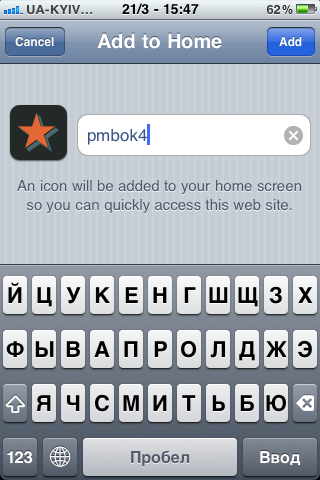 UA-KYIV... 21/3 - 15:47 62%
Cancel Add to Home Add
pmbok4
An icon will be added to your home screen
so you can quickly access this web site.
Й Ц У К Е Н Г Ш Щ З Х
Ф Ы В А П Р О Л Д Ж Э
Я Ч С М И Т Ь Б Ю
123 Пробел Ввод